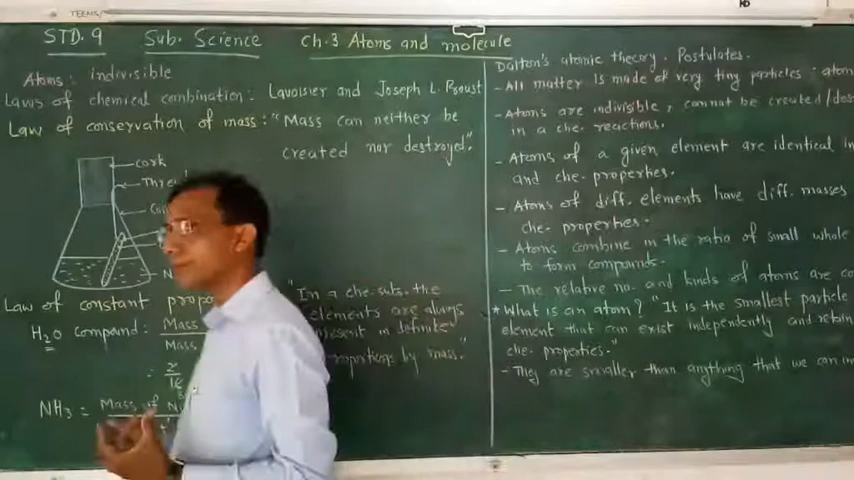 STD. 9 Sub. Science Ch. 3 Atoms and molecule
Atoms: indivisible
Laws of chemical combination: Lavoisier and Joseph L. Proust
Law of conservation of mass: "Mass can neither be
created nor destroyed."
cork
Law of constant
"In a che. subs. the
elements are always
present in definite
proportions by mass."
H2O compound: Mass
Mass
: 2
16
NH3 = Mass of N
Dalton's atomic theory. Postulates.
- All matter is made of very tiny particles: atom
- Atoms are indivisible, cannot be created/des
in a che. reactions.
- Atoms of a given element are identical in
and che. properties.
- Atoms of diff. elements have diff. masses
che. properties.
- Atoms combine in the ratio of small whole
to form compounds.
- The relative no. and kinds of atoms are co
* What is an atom? "It is the smallest particle
element that can exist independently and retain
che. properties."
- They are smaller than anything that we can im